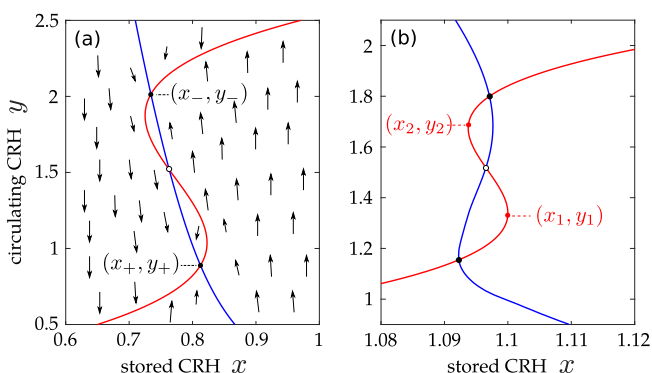 (a)
2.5
2
1.5
1
0.5
0.6
0.7
0.8
0.9
1
circulating CRH y
stored CRH x
(x₋, y₋)
(x₊, y₊)
(b)
2
1.8
1.6
1.4
1.2
1
1.08
1.09
1.1
1.11
1.12
stored CRH x
(x₂, y₂)
(x₁, y₁)